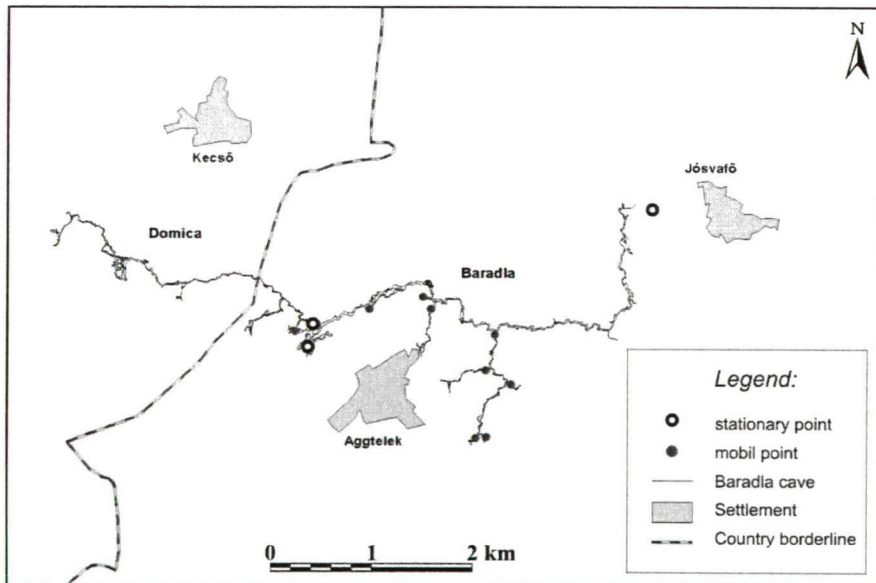 N
Kecső
Jósvafő
Domica
Baradla
Aggtelek
Legend:
stationary point
mobil point
Baradla cave
Settlement
Country borderline
0 1 2 km